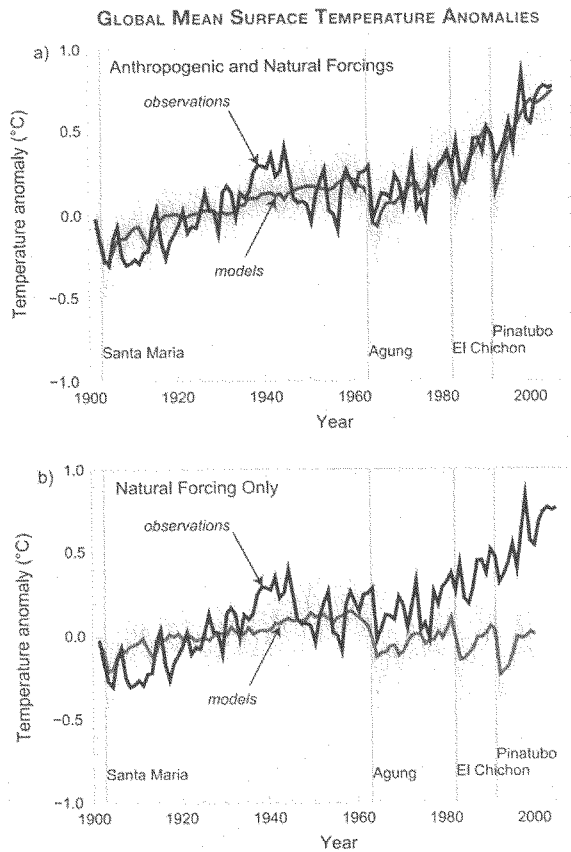 GLOBAL MEAN SURFACE TEMPERATURE ANOMALIES
a)
1.0
Anthropogenic and Natural Forcings
observations
0.5
Temperature anomaly (°C)
0.0
models
−0.5
Pinatubo
Santa Maria
Agung
El Chichon
−1.0
1900
1920
1940
1960
1980
2000
Year
b)
1.0
Natural Forcing Only
observations
0.5
Temperature anomaly (°C)
0.0
models
−0.5
Pinatubo
Santa Maria
Agung
El Chichon
−1.0
1900
1920
1940
1960
1980
2000
Year